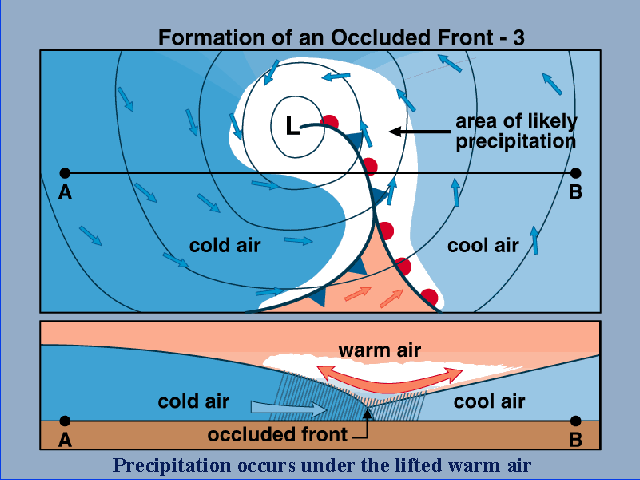 Formation of an Occluded Front - 3
L
area of likely
precipitation
A
B
cold air
cool air
warm air
cold air
cool air
A
occluded front
B
Precipitation occurs under the lifted warm air